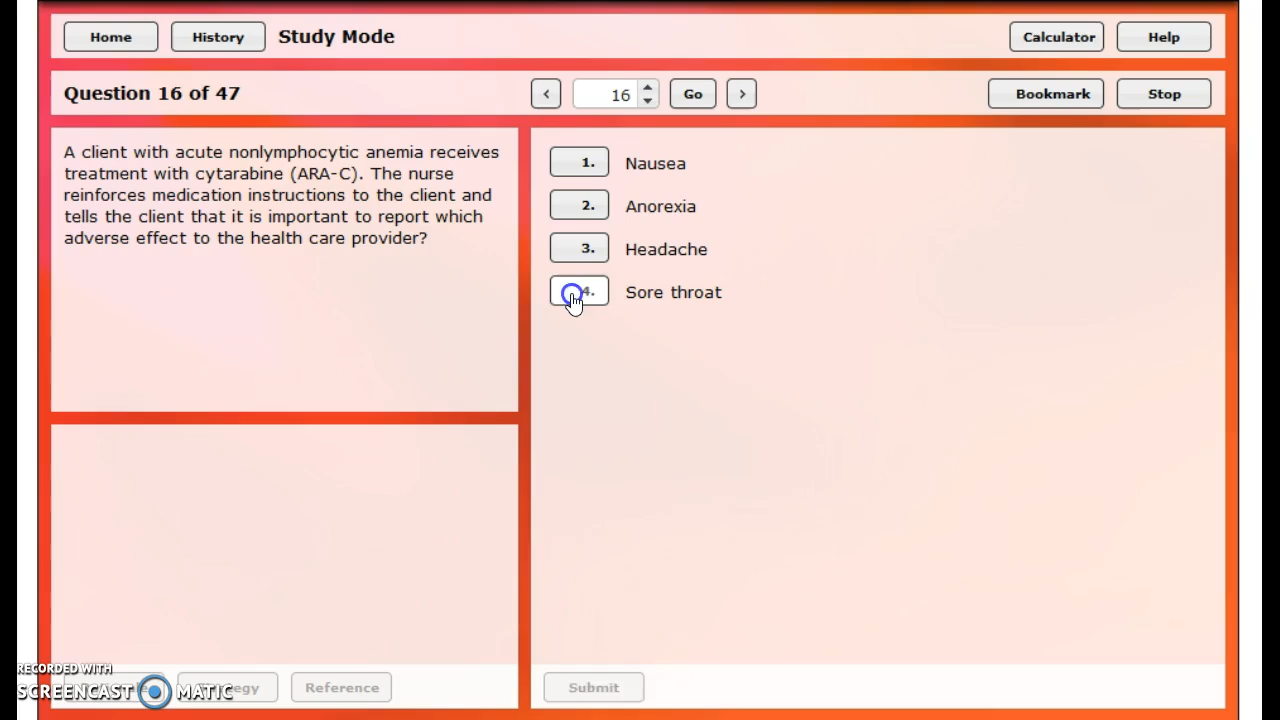 Home
History
Study Mode
Calculator
Help
Question 16 of 47
<
16
Go
>
Bookmark
Stop
A client with acute nonlymphocytic anemia receives
treatment with cytarabine (ARA-C). The nurse
reinforces medication instructions to the client and
tells the client that it is important to report which
adverse effect to the health care provider?
1. Nausea
2. Anorexia
3. Headache
4. Sore throat
Reference
Submit
RECORDED WITH
SCREENCAST MATIC